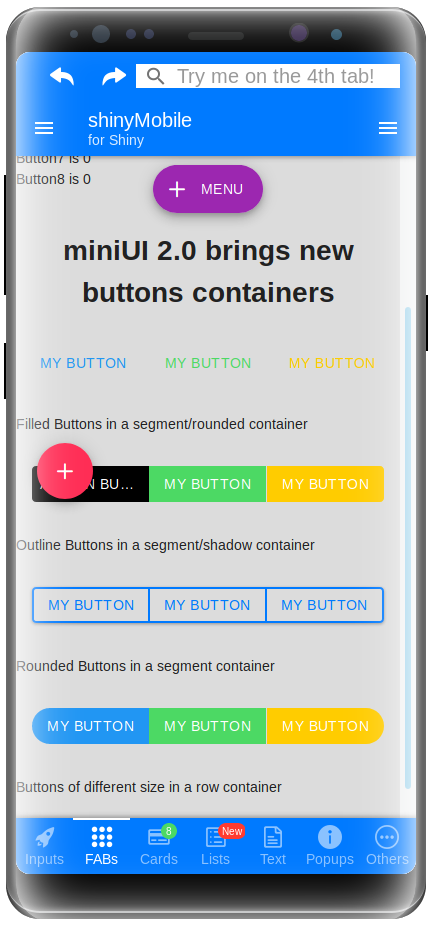 Try me on the 4th tab!
shinyMobile
for Shiny
Button7 is 0
Button8 is 0
MENU
miniUI 2.0 brings new
buttons containers
MY BUTTON MY BUTTON MY BUTTON
Filled Buttons in a segment/rounded container
BU... MY BUTTON MY BUTTON
Outline Buttons in a segment/shadow container
MY BUTTON MY BUTTON MY BUTTON
Rounded Buttons in a segment container
MY BUTTON MY BUTTON MY BUTTON
Buttons of different size in a row container
8 New
Inputs FABs Cards Lists Text Popups Others